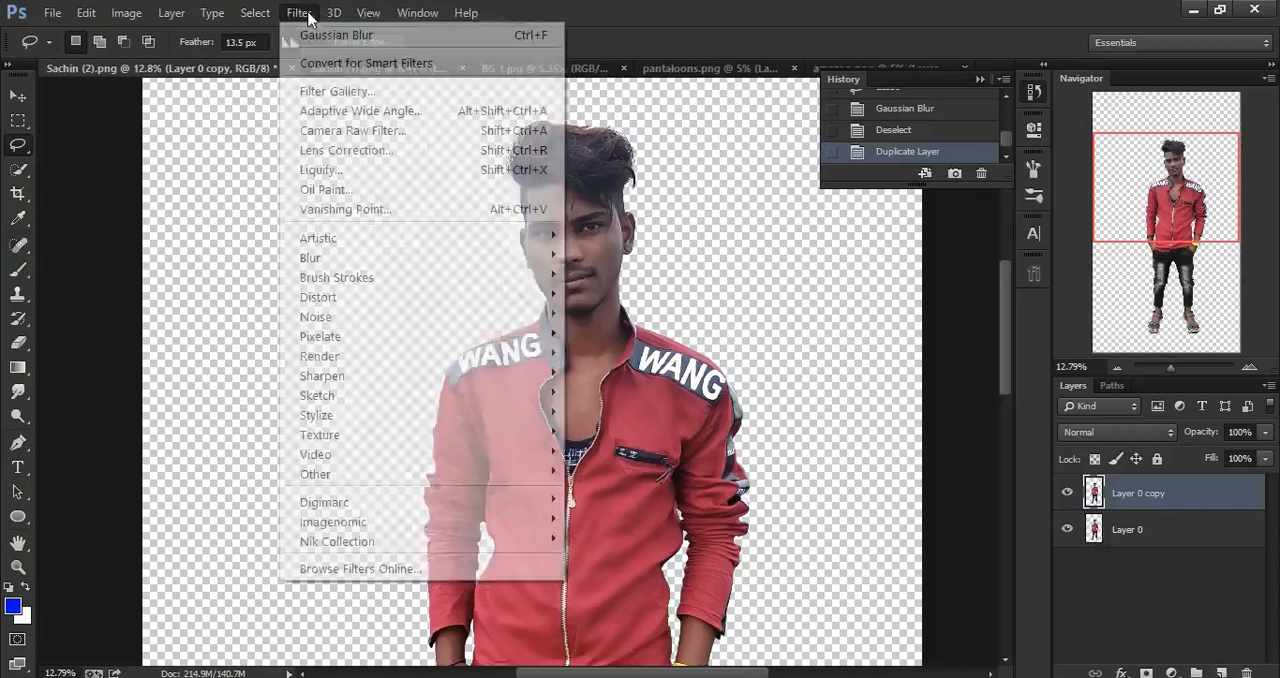 Ps File Edit Image Layer Type Select Filter 3D View Window Help
Feather: 13.5 px
Essentials
Sachin (2).png @ 12.8% (Layer 0 copy, RGB/8) *
BG 1.jpg @ 5.35% (RGB/...
pantaloons.png @ 5% (La...
Gaussian Blur Ctrl+F
Convert for Smart Filters
Filter Gallery...
Adaptive Wide Angle... Alt+Shift+Ctrl+A
Camera Raw Filter... Shift+Ctrl+A
Lens Correction... Shift+Ctrl+R
Liquify... Shift+Ctrl+X
Oil Paint...
Vanishing Point... Alt+Ctrl+V
Artistic
Blur
Brush Strokes
Distort
Noise
Pixelate
Render
Sharpen
Sketch
Stylize
Texture
Video
Other
Digimarc
Imagenomic
Nik Collection
Browse Filters Online...
WANG
WANG
History
Gaussian Blur
Deselect
Duplicate Layer
Navigator
12.79%
Layers Paths
Kind
Normal Opacity: 100%
Lock: Fill: 100%
Layer 0 copy
Layer 0
12.79% Doc: 214.9M/140.7M